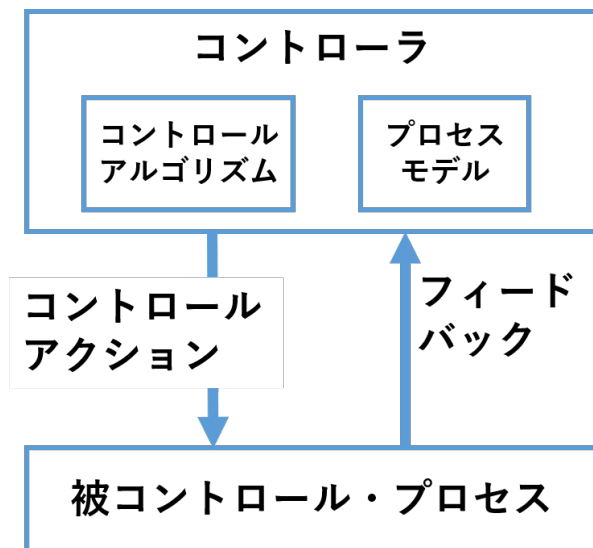 コントローラ
コントロール
アルゴリズム
プロセス
モデル
コントロール
アクション
フィード
バック
被コントロール・プロセス